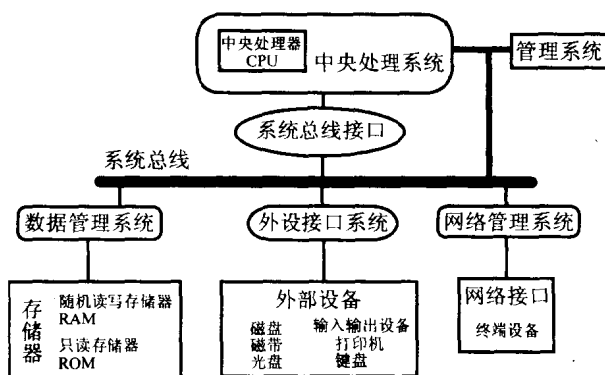 中央处理器
CPU
中央处理系统
管理系统
系统总线接口
系统总线
数据管理系统
外设接口系统
网络管理系统
存储器
随机读写存储器
RAM
只读存储器
ROM
外部设备
磁盘 输入输出设备
磁带 打印机
光盘 键盘
网络接口
终端设备